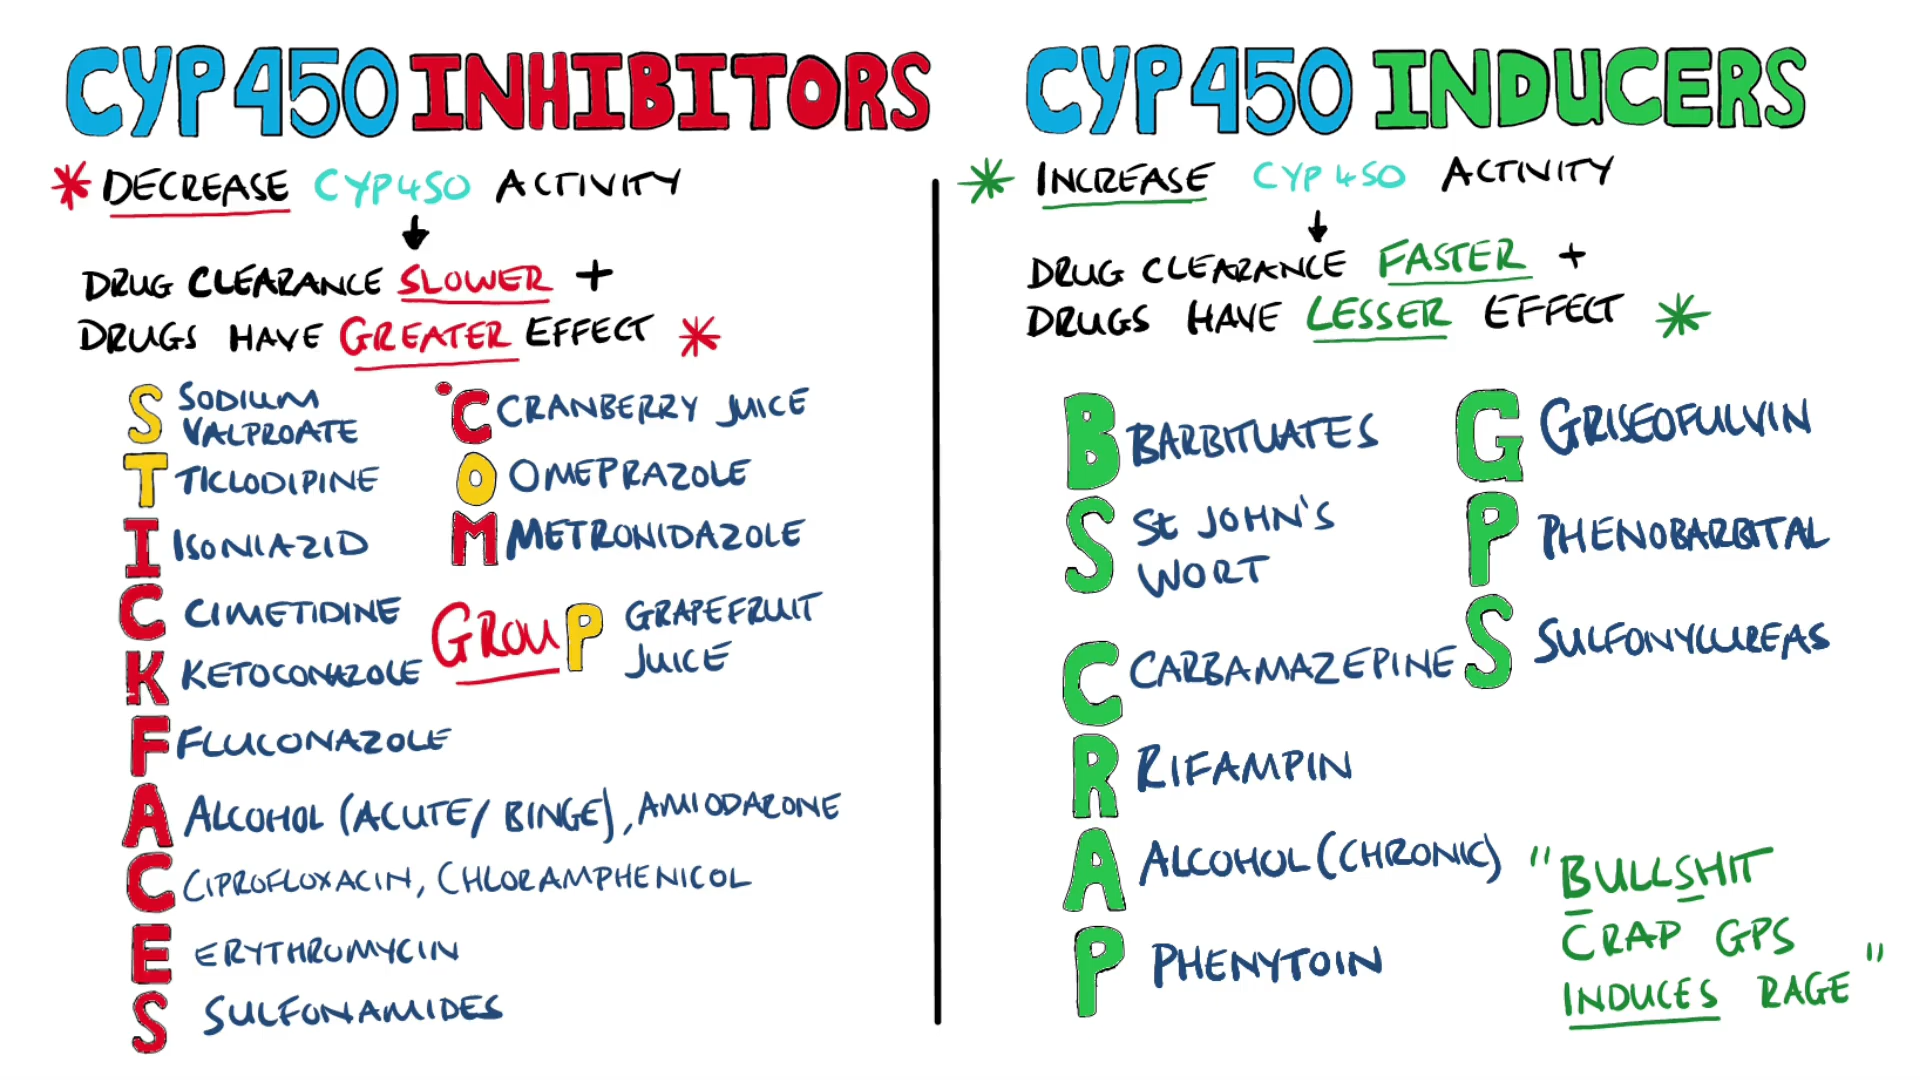 CYP450 INHIBITORS
* DECREASE CYP450 ACTIVITY
DRUG CLEARANCE SLOWER +
DRUGS HAVE GREATER EFFECT *
S SODIUM
VALPROATE
T TICLODIPINE
I ISONIAZID
C CIMETIDINE
K KETOCONAZOLE
F FLUCONAZOLE
A ALCOHOL (ACUTE/BINGE), AMIODARONE
C CIPROFLOXACIN, CHLORAMPHENICOL
E ERYTHROMYCIN
S SULFONAMIDES
C CRANBERRY JUICE
O OMEPRAZOLE
M METRONIDAZOLE
GROUP GRAPEFRUIT
JUICE
CYP450 INDUCERS
* INCREASE CYP450 ACTIVITY
DRUG CLEARANCE FASTER +
DRUGS HAVE LESSER EFFECT *
B BARBITUATES
S St JOHN'S
WORT
C CARBAMAZEPINE
R RIFAMPIN
A ALCOHOL (CHRONIC)
P PHENYTOIN
G GRISEOFULVIN
P PHENOBARBITAL
S SULFONYLUREAS
"BULLSHIT
CRAP GPS
INDUCES RAGE"